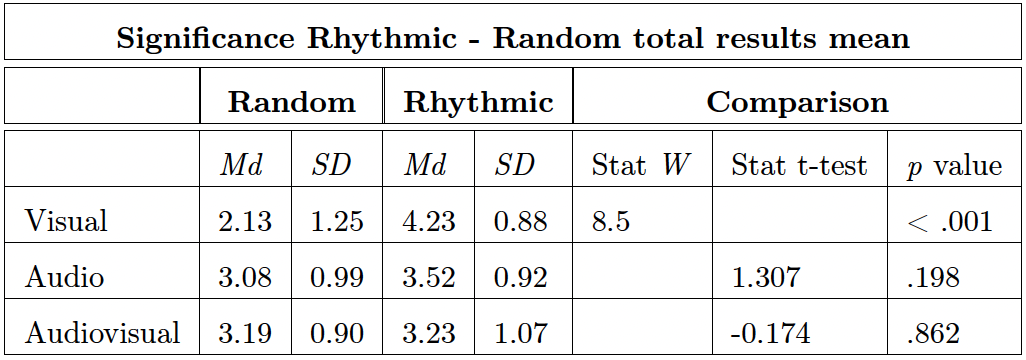 Significance Rhythmic - Random total results mean
Random Rhythmic Comparison
Md SD Md SD Stat W Stat t-test p value
Visual 2.13 1.25 4.23 0.88 8.5 < .001
Audio 3.08 0.99 3.52 0.92 1.307 .198
Audiovisual 3.19 0.90 3.23 1.07 -0.174 .862